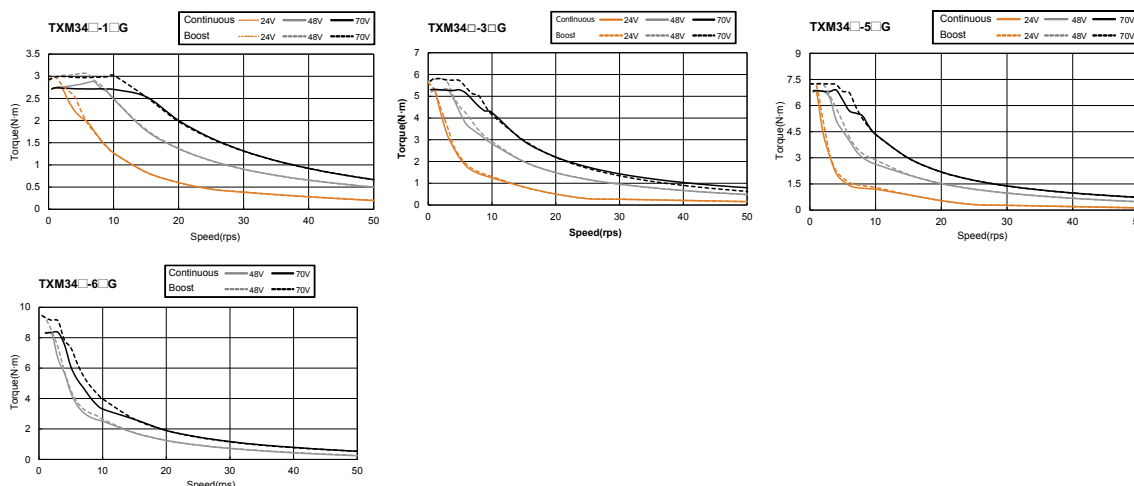 TXM34□-1□G
Continuous 24V 48V 70V
Boost 24V 48V 70V
3.5
3
2.5
2
1.5
1
0.5
0
Torque(N·m)
0 10 20 30 40 50
Speed(rps)
TXM34□-3□G
Continuous 24V 48V 70V
Boost 24V 48V 70V
7
6
5
4
3
2
1
0
Torque(N·m)
0 10 20 30 40 50
Speed(rps)
TXM34□-5□G
Continuous 24V 48V 70V
Boost 24V 48V 70V
9
7.5
6
4.5
3
1.5
0
Torque(N·m)
0 10 20 30 40 50
Speed(rps)
TXM34□-6□G
Continuous 48V 70V
Boost 48V 70V
10
8
6
4
2
0
Torque(N·m)
0 10 20 30 40 50
Speed(rps)